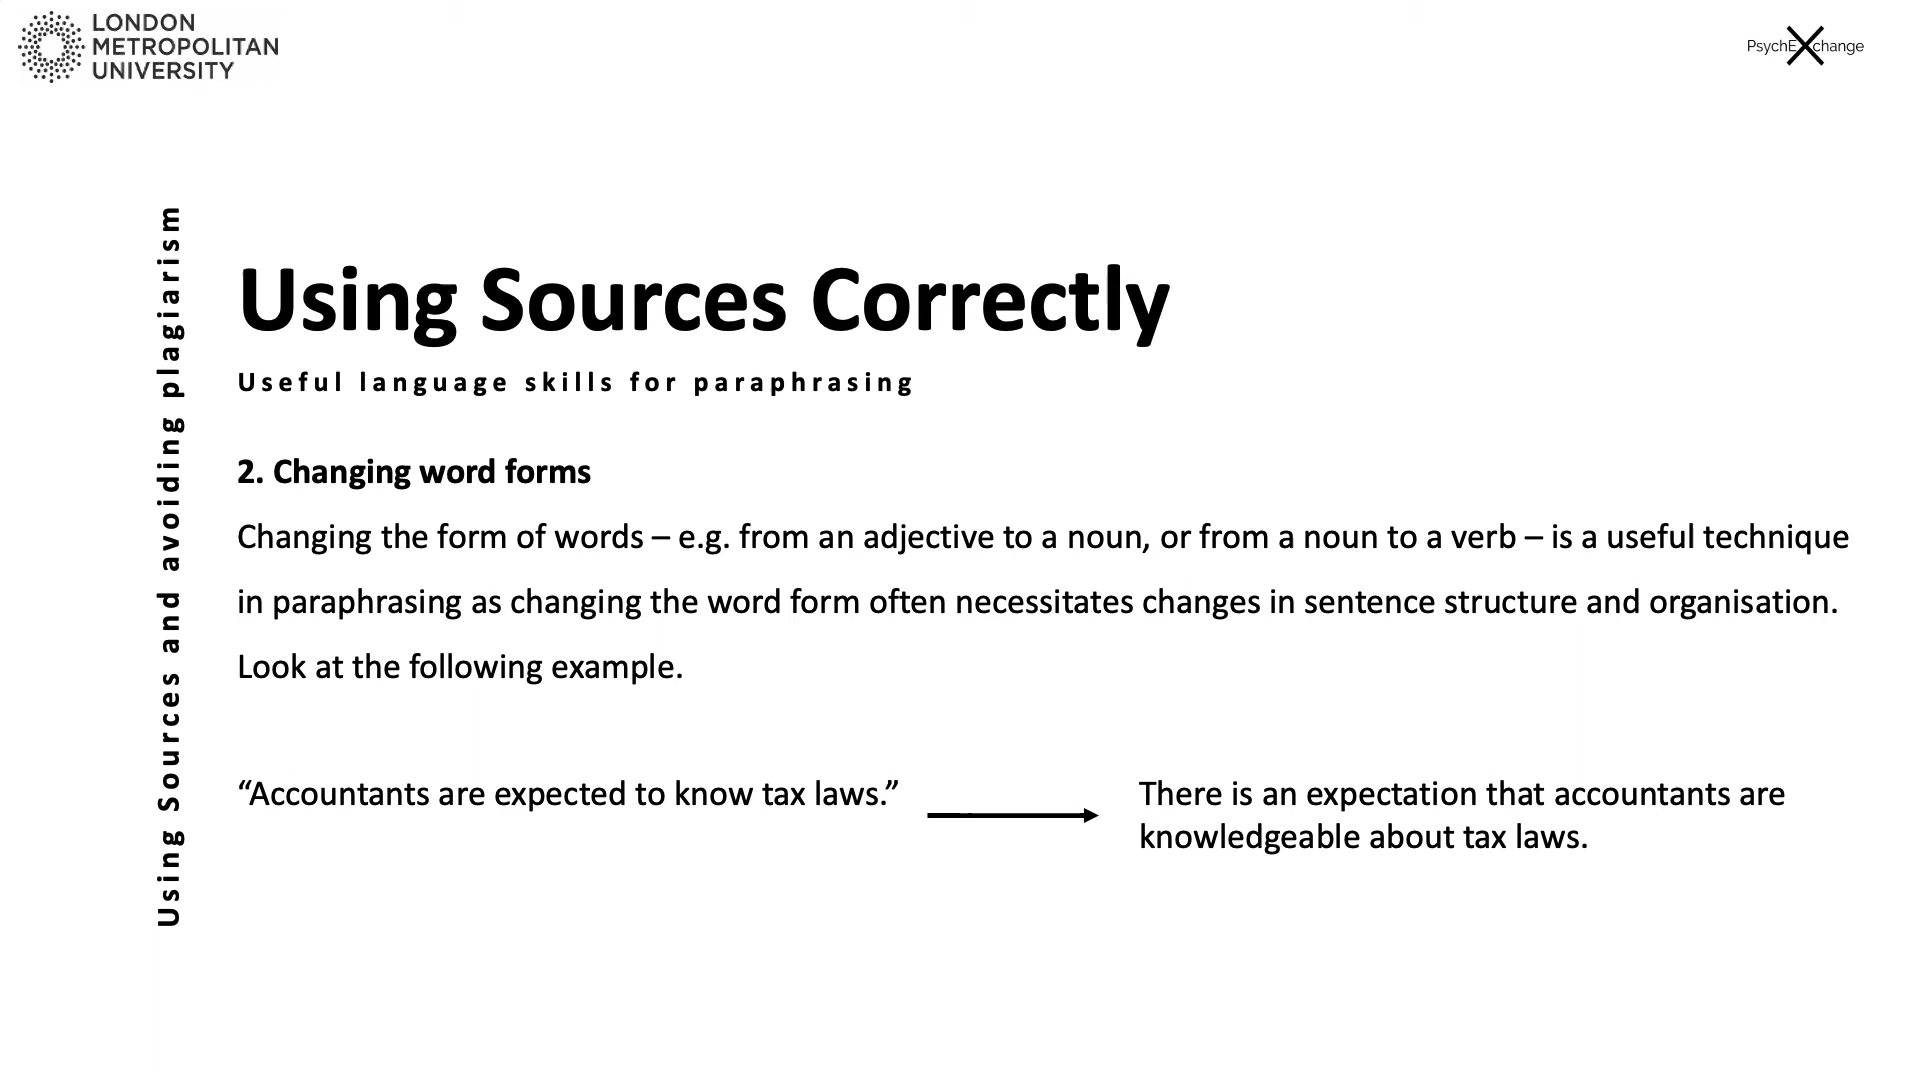 LONDON
METROPOLITAN
UNIVERSITY
PsychEXchange
Using Sources and avoiding plagiarism
Using Sources Correctly
Useful language skills for paraphrasing
2. Changing word forms
Changing the form of words – e.g. from an adjective to a noun, or from a noun to a verb – is a useful technique
in paraphrasing as changing the word form often necessitates changes in sentence structure and organisation.
Look at the following example.
“Accountants are expected to know tax laws.”
There is an expectation that accountants are
knowledgeable about tax laws.